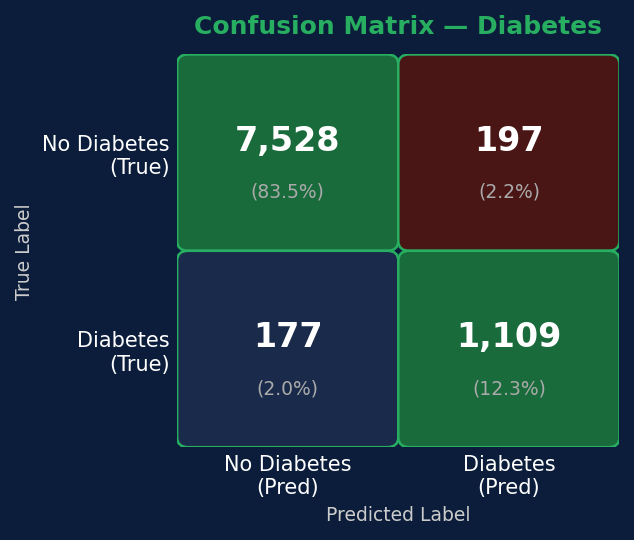 Confusion Matrix — Diabetes
No Diabetes
(True)
7,528
(83.5%)
197
(2.2%)
True Label
Diabetes
(True)
177
(2.0%)
1,109
(12.3%)
No Diabetes
(Pred)
Diabetes
(Pred)
Predicted Label